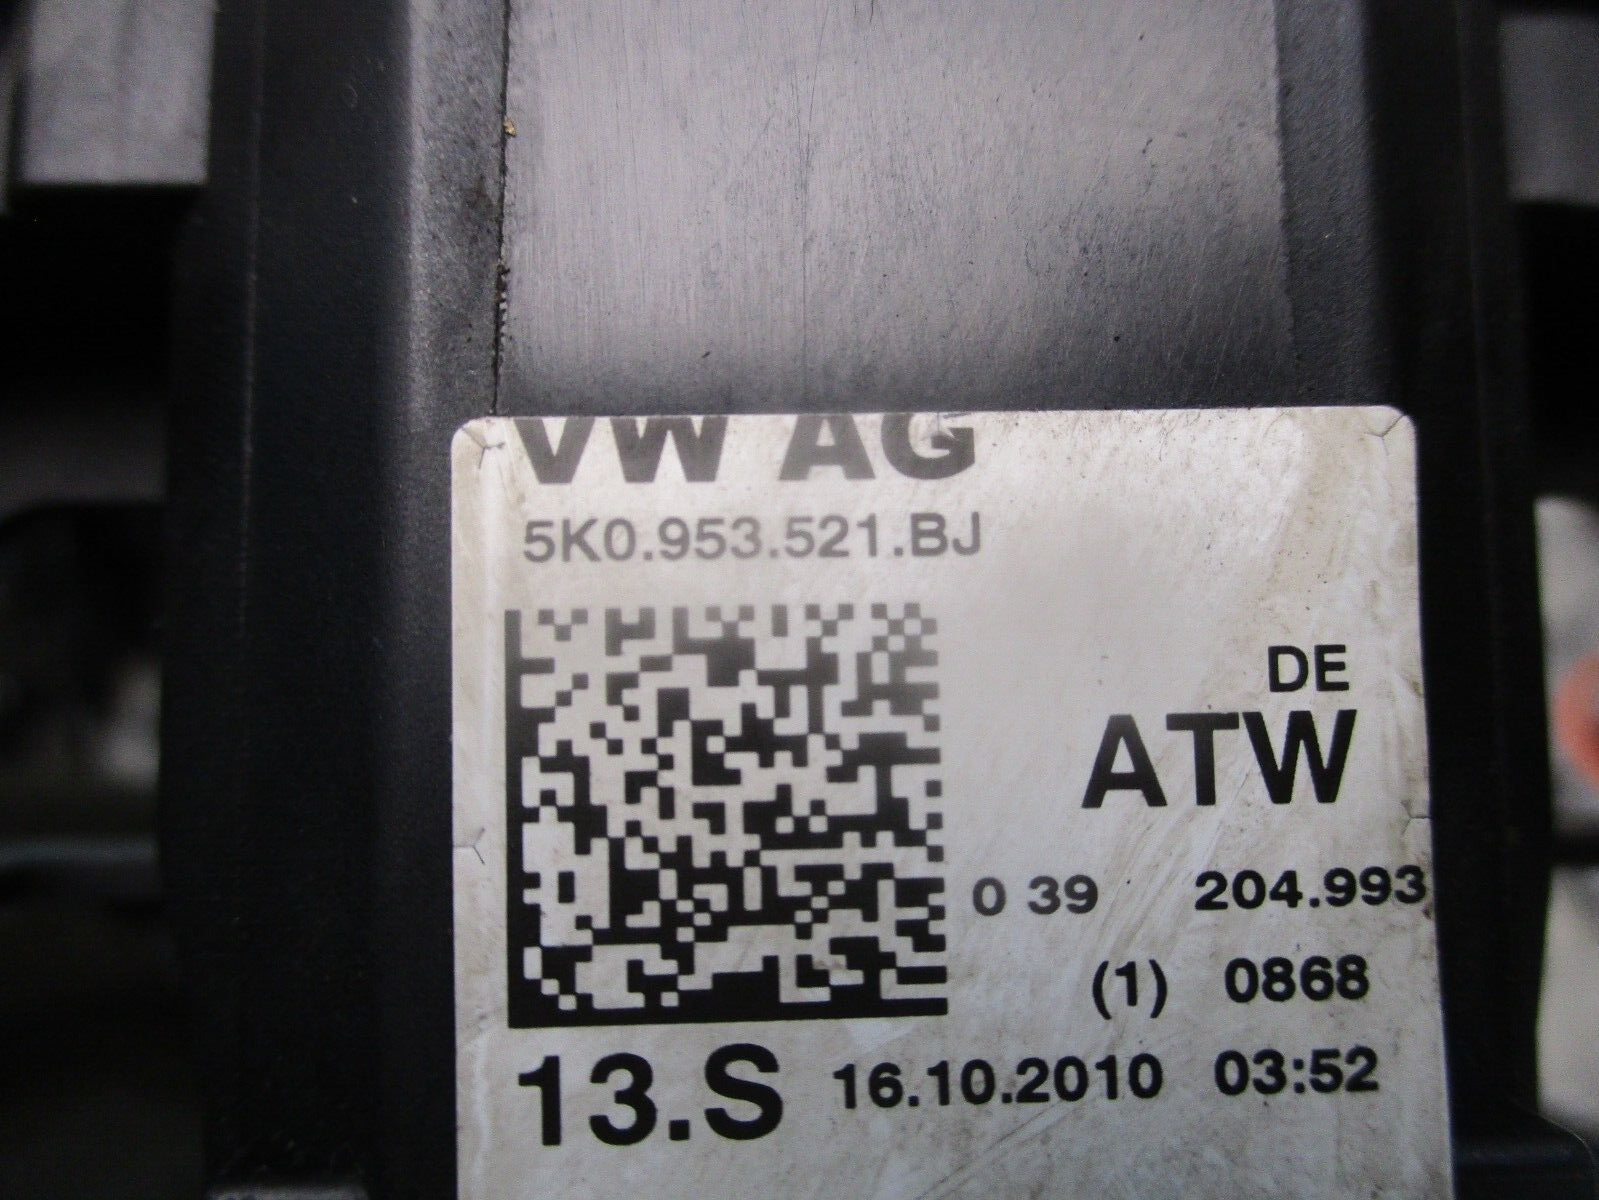 VW AG
5K0.953.521.BJ
DE
ATW
0 39 204.993
(1) 0868
13.S 16.10.2010 03:52